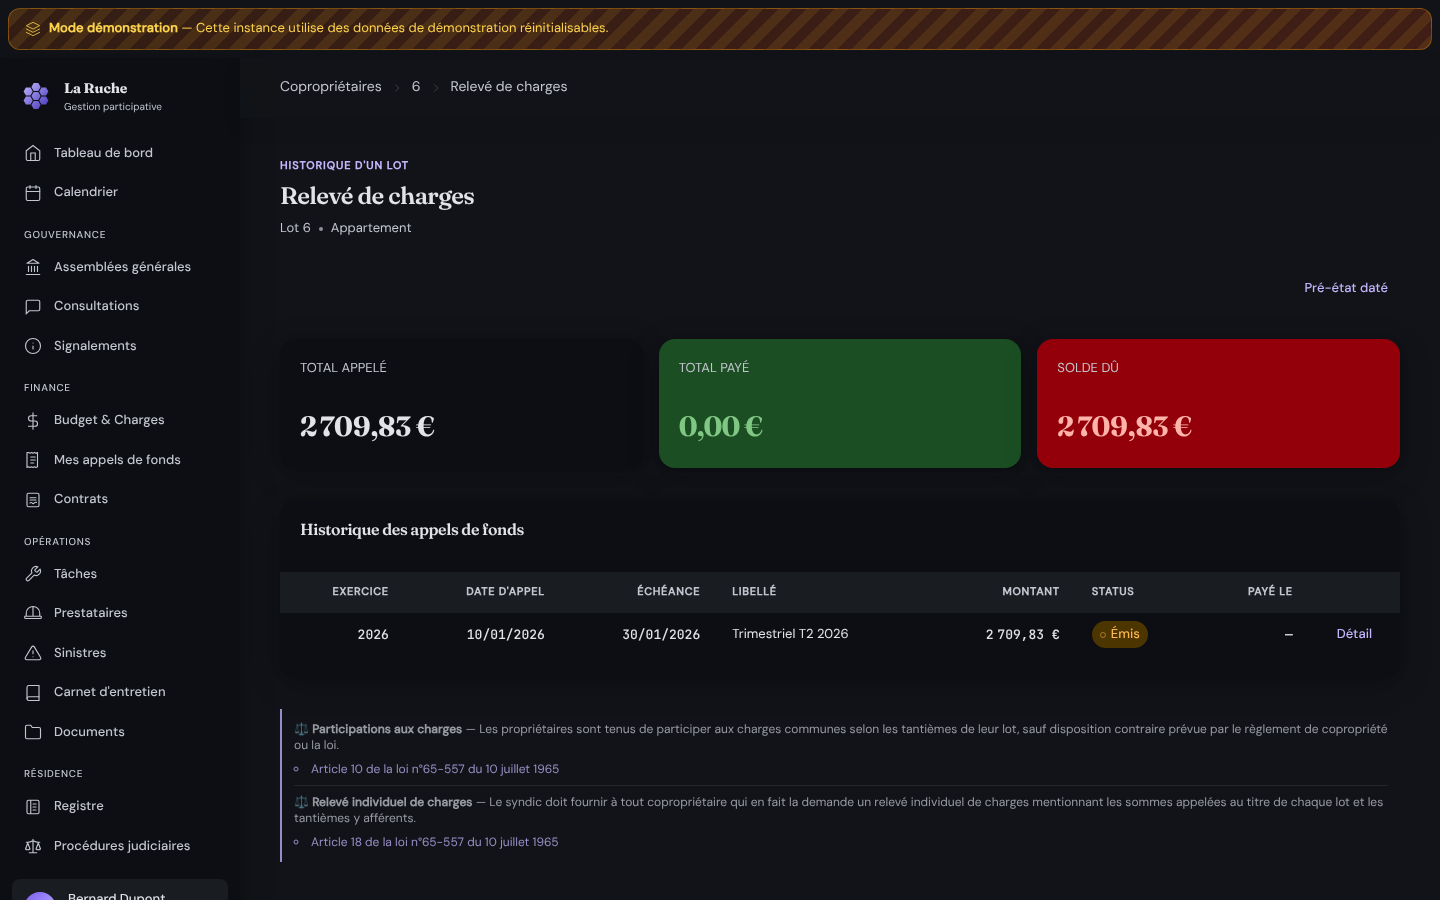 Mode démonstration — Cette instance utilise des données de démonstration réinitialisables.
La Ruche
Gestion participative
Tableau de bord
Calendrier
GOUVERNANCE
Assemblées générales
Consultations
Signalements
FINANCE
Budget & Charges
Mes appels de fonds
Contrats
OPÉRATIONS
Tâches
Prestataires
Sinistres
Carnet d'entretien
Documents
RÉSIDENCE
Registre
Procédures judiciaires
Bernard Dupont
Copropriétaires > 6 > Relevé de charges
HISTORIQUE D'UN LOT
Relevé de charges
Lot 6 • Appartement
Pré-état daté
TOTAL APPELÉ
2 709,83 €
TOTAL PAYÉ
0,00 €
SOLDE DÛ
2 709,83 €
Historique des appels de fonds
EXERCICE DATE D'APPEL ÉCHÉANCE LIBELLÉ MONTANT STATUS PAYÉ LE
2026 10/01/2026 30/01/2026 Trimestriel T2 2026 2 709,83 € ○ Émis — Détail
⚖️ Participations aux charges — Les propriétaires sont tenus de participer aux charges communes selon les tantièmes de leur lot, sauf disposition contraire prévue par le règlement de copropriété
ou la loi.
Article 10 de la loi n°65-557 du 10 juillet 1965
⚖️ Relevé individuel de charges — Le syndic doit fournir à tout copropriétaire qui en fait la demande un relevé individuel de charges mentionnant les sommes appelées au titre de chaque lot et les
tantièmes y afférents.
Article 18 de la loi n°65-557 du 10 juillet 1965